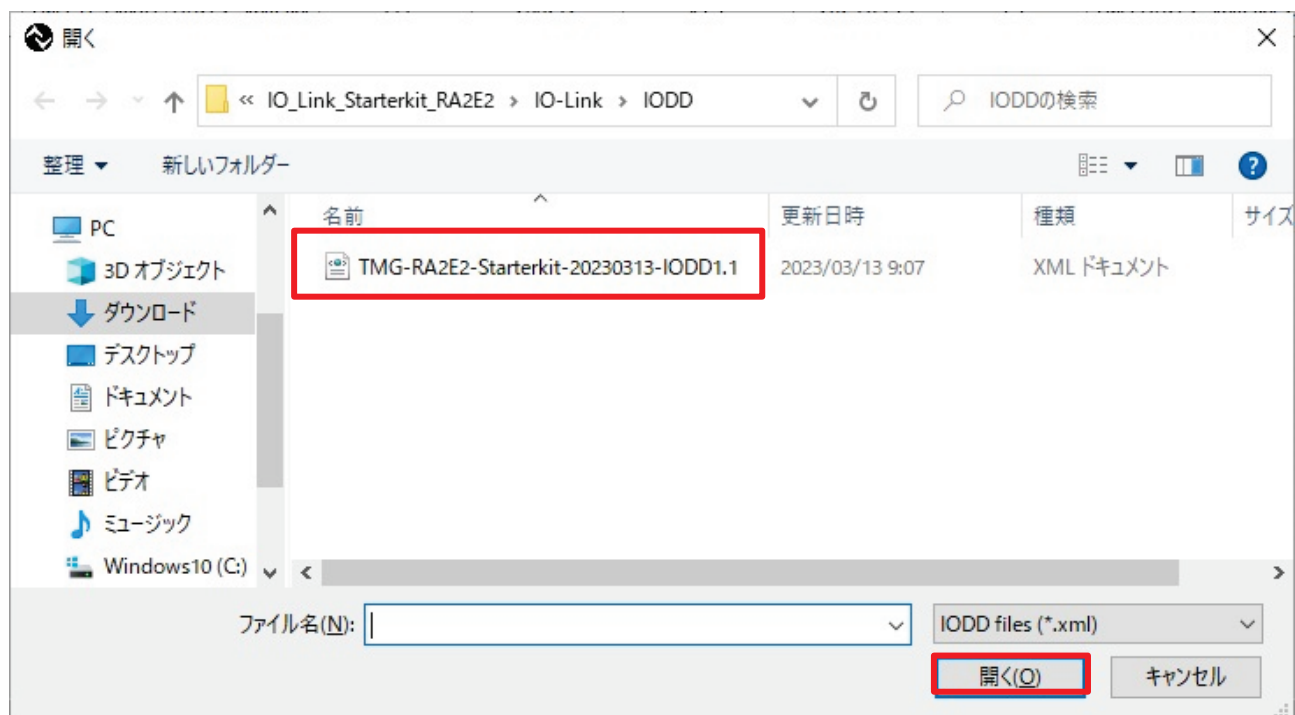 開く
« IO_Link_Starterkit_RA2E2 › IO-Link › IODD
IODDの検索
整理
新しいフォルダー
名前 更新日時 種類 サイズ
PC
TMG-RA2E2-Starterkit-20230313-IODD1.1 2023/03/13 9:07 XML ドキュメント
3D オブジェクト
ダウンロード
デスクトップ
ドキュメント
ピクチャ
ビデオ
ミュージック
Windows10 (C:)
ファイル名(N):
IODD files (*.xml)
開く(O) キャンセル